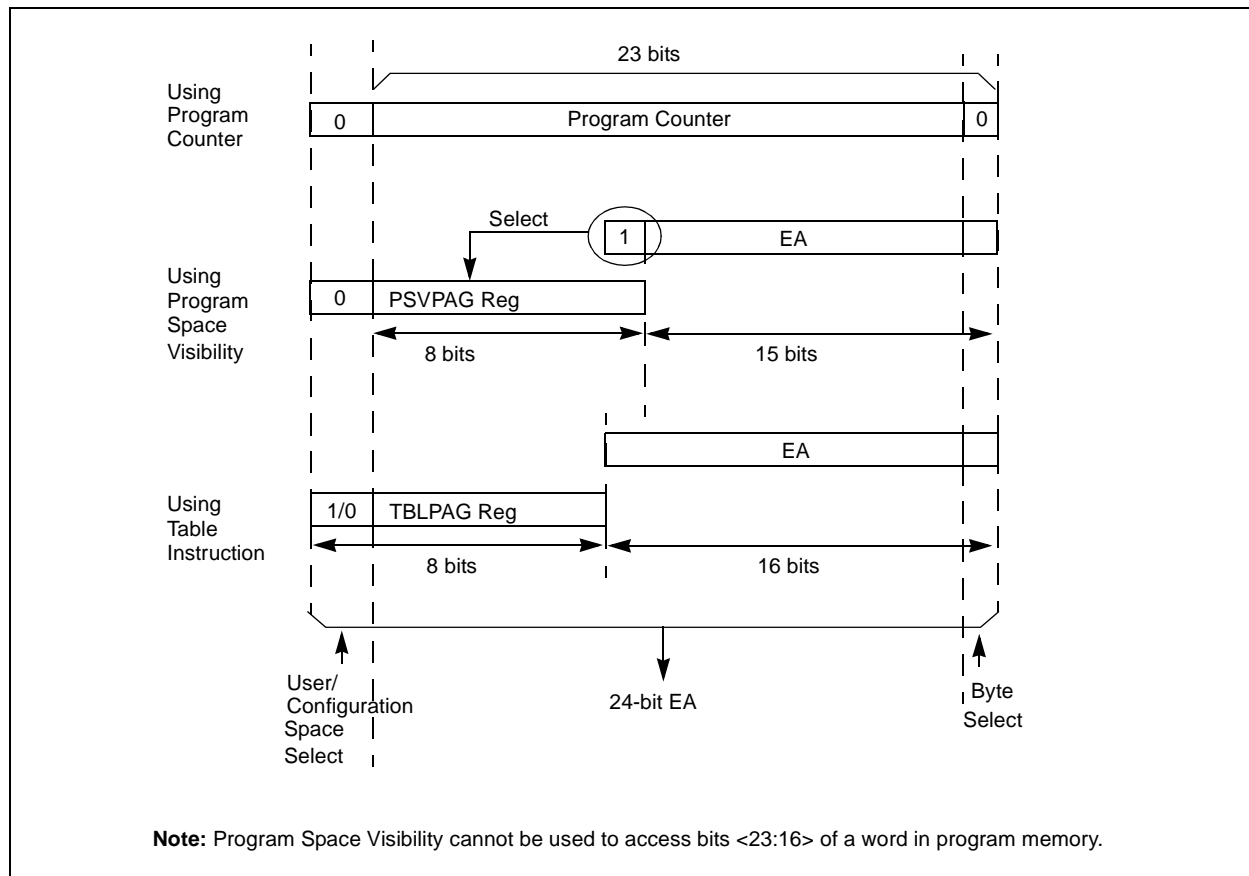 23 bits
Using
Program
Counter
0
Program Counter
0
Select
1
EA
Using
Program
Space
Visibility
0
PSVPAG Reg
8 bits
15 bits
EA
Using
Table
Instruction
1/0
TBLPAG Reg
8 bits
16 bits
User/
Configuration
Space
Select
24-bit EA
Byte
Select
Note: Program Space Visibility cannot be used to access bits <23:16> of a word in program memory.